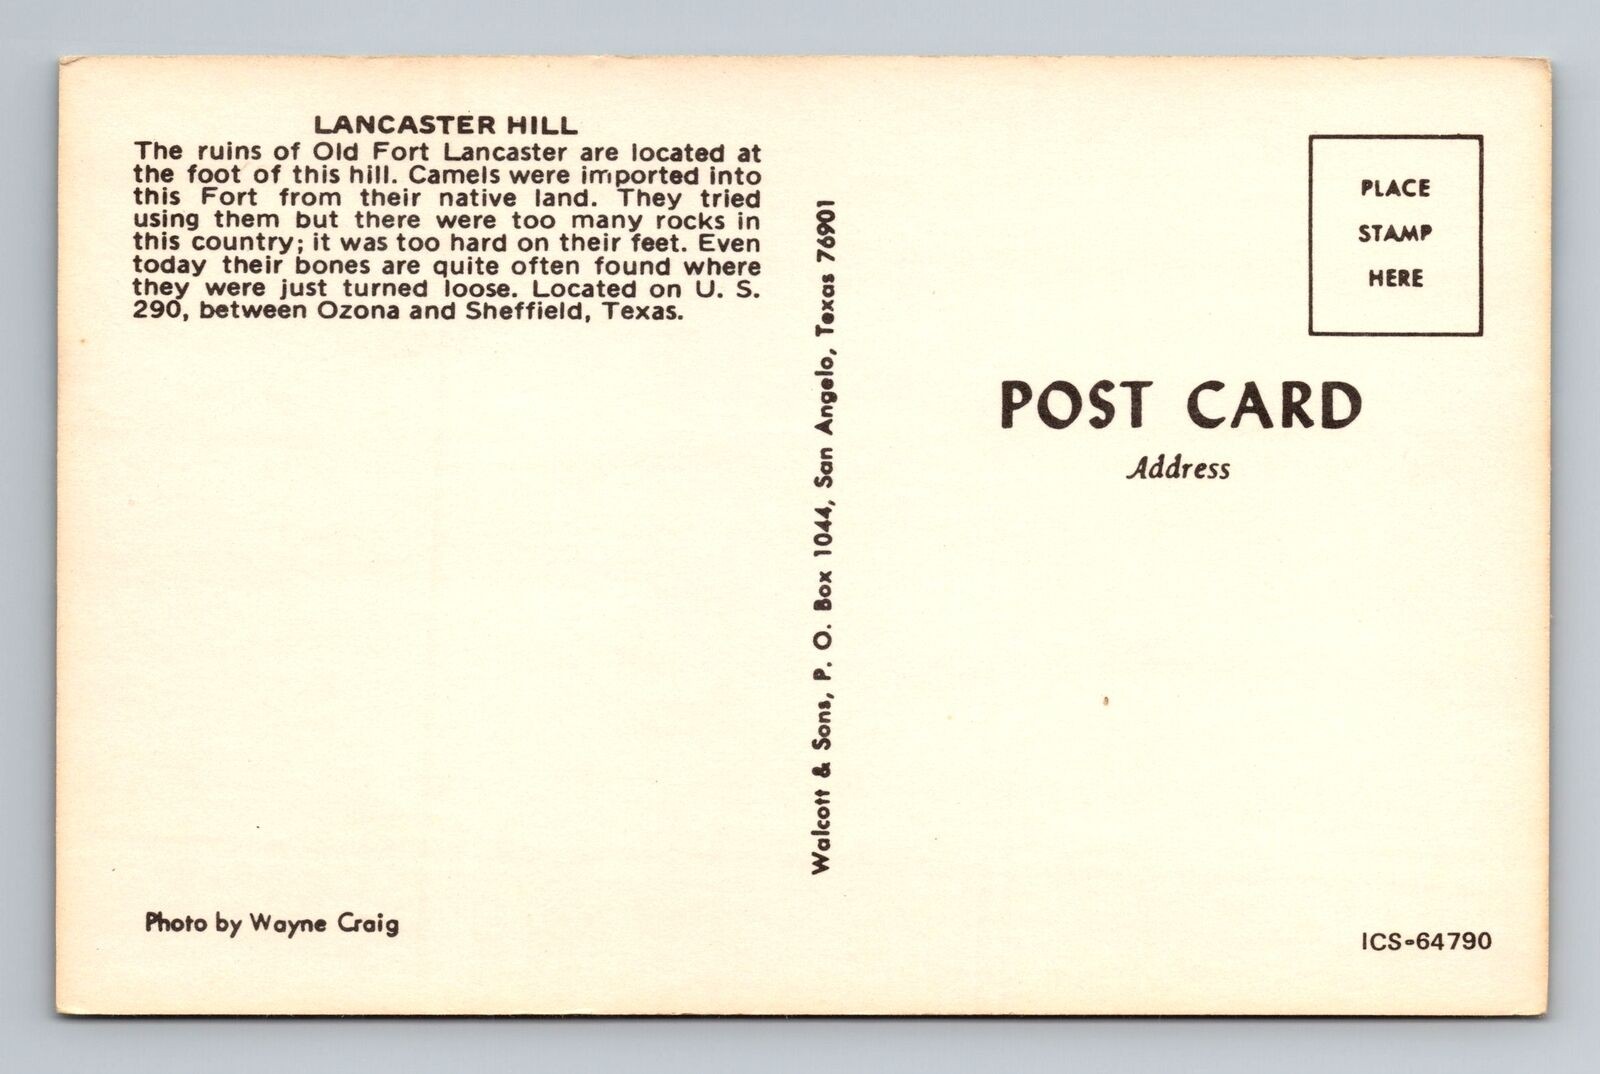 LANCASTER HILL
The ruins of Old Fort Lancaster are located at
the foot of this hill. Camels were imported into
this Fort from their native land. They tried
using them but there were too many rocks in
this country; it was too hard on their feet. Even
today their bones are quite often found where
they were just turned loose. Located on U. S.
290, between Ozona and Sheffield, Texas.
Photo by Wayne Craig
Walcott & Sons, P. O. Box 1044, San Angelo, Texas 76901
PLACE
STAMP
HERE
POST CARD
Address
ICS-64790